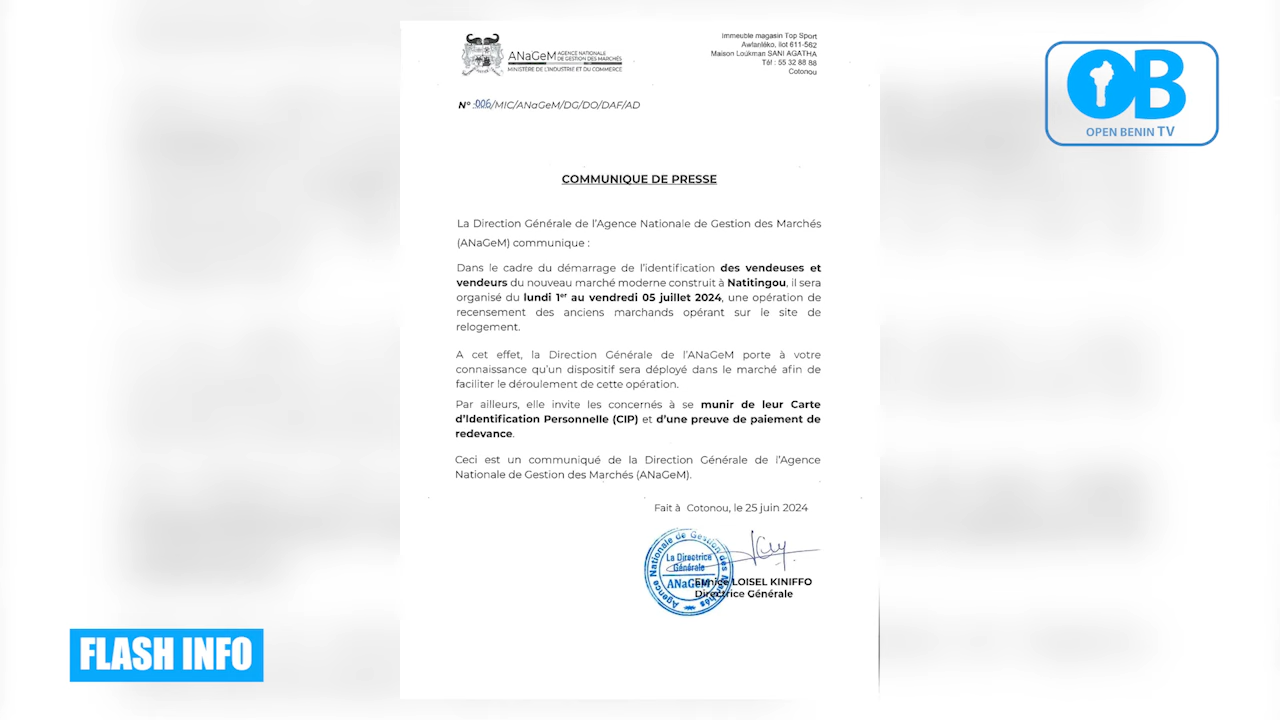 ANaGeM AGENCE NATIONALE
DE GESTION DES MARCHÉS
MINISTÈRE DE L'INDUSTRIE ET DU COMMERCE
Immeuble magasin Top Sport
Awlanléko, îlot 611-562
Maison Loukman SANI AGATHA
Tél : 55 32 88 88
Cotonou
OB
OPEN BENIN TV
N° :006/MIC/ANaGeM/DG/DO/DAF/AD
COMMUNIQUE DE PRESSE
La Direction Générale de l'Agence Nationale de Gestion des Marchés
(ANaGeM) communique :
Dans le cadre du démarrage de l'identification des vendeuses et
vendeurs du nouveau marché moderne construit à Natitingou, il sera
organisé du lundi 1er au vendredi 05 juillet 2024, une opération de
recensement des anciens marchands opérant sur le site de
relogement.
A cet effet, la Direction Générale de l'ANaGeM porte à votre
connaissance qu'un dispositif sera déployé dans le marché afin de
faciliter le déroulement de cette opération.
Par ailleurs, elle invite les concernés à se munir de leur Carte
d'Identification Personnelle (CIP) et d'une preuve de paiement de
redevance.
Ceci est un communiqué de la Direction Générale de l'Agence
Nationale de Gestion des Marchés (ANaGeM).
Fait à Cotonou, le 25 juin 2024
Agence Nationale de Gestion des Marchés
La Directrice
Générale
ANaGeM
Eunice LOISEL KINIFFO
Directrice Générale
FLASH INFO